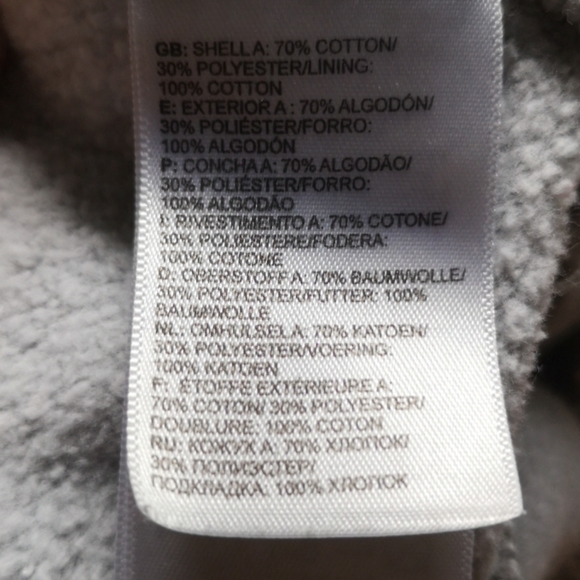 GB: SHELL A: 70% COTTON/
30% POLYESTER/LINING:
100% COTTON
E: EXTERIOR A : 70% ALGODÓN/
30% POLIÉSTER/FORRO:
100% ALGODÓN
P: CONCHA A: 70% ALGODÃO/
30% POLIÉSTER/FORRO:
100% ALGODÃO
I: RIVESTIMENTO A: 70% COTONE/
30% POLIESTERE/FODERA:
100% COTONE
D: OBERSTOFF A: 70% BAUMWOLLE/
30% POLYESTER/FUTTER: 100%
BAUMWOLLE
NL: OMHULSEL A: 70% KATOEN/
30% POLYESTER/VOERING:
100% KATOEN
F: ÉTOFFE EXTÉRIEURE A:
70% COTON/ 30% POLYESTER/
DOUBLURE: 100% COTON
RU: КОЖУХ A: 70% ХЛОПОК/
30% ПОЛИЭСТЕР/
ПОДКЛАДКА: 100% ХЛОПОК